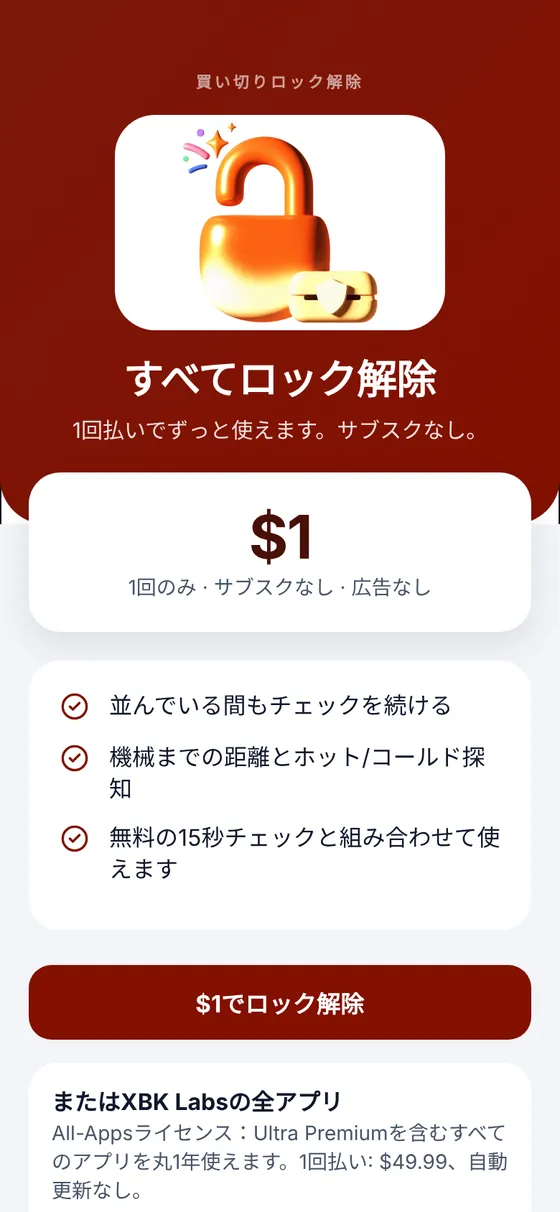 買い切りロック解除
すべてロック解除
1回払いでずっと使えます。サブスクなし。
$1
1回のみ · サブスクなし · 広告なし
並んでいる間もチェックを続ける
機械までの距離とホット/コールド探
知
無料の15秒チェックと組み合わせて使
えます
$1でロック解除
またはXBK Labsの全アプリ
All-Appsライセンス：Ultra Premiumを含むすべて
のアプリを丸1年使えます。1回払い: $49.99、自動
更新なし。